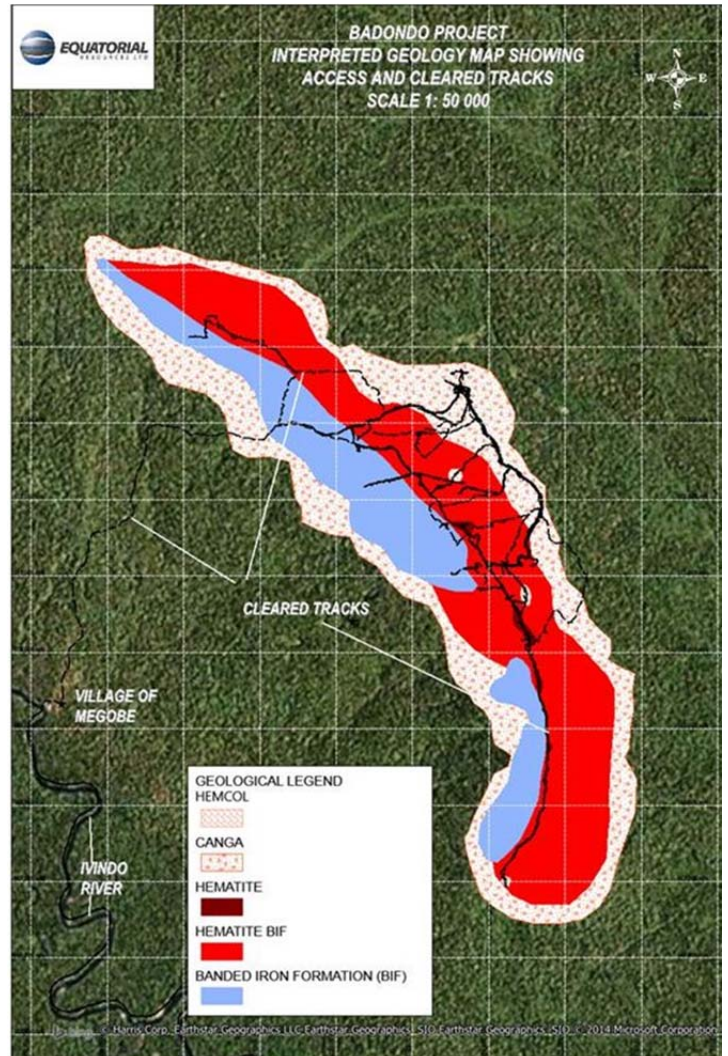 EQUATORIAL
RESOURCES LTD
BADONDO PROJECT
INTERPRETED GEOLOGY MAP SHOWING
ACCESS AND CLEARED TRACKS
SCALE 1: 50 000
N
W E
S
CLEARED TRACKS
VILLAGE OF
MEGOBE
IVINDO
RIVER
GEOLOGICAL LEGEND
HEMCOL
CANGA
HEMATITE
HEMATITE BIF
BANDED IRON FORMATION (BIF)
© Harris Corp, Earthstar Geographics LLC Earthstar Geographics SIO Earthstar Geographics SIO © 2014 Microsoft Corporation